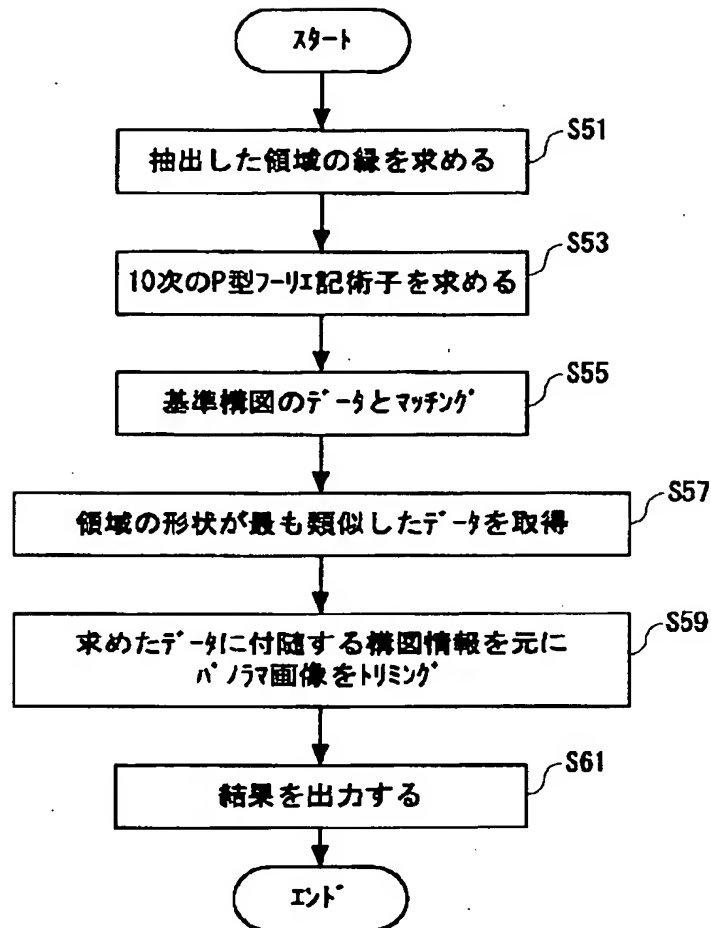 ｽﾀｰﾄ
S51
抽出した領域の縁を求める
S53
10次のP型ﾌｰﾘｴ記術子を求める
S55
基準構図のﾃﾞｰﾀとﾏｯﾁﾝｸﾞ
S57
領域の形状が最も類似したﾃﾞｰﾀを取得
S59
求めたﾃﾞｰﾀに付随する構図情報を元に
ﾊﾟﾉﾗﾏ画像をﾄﾘﾐﾝｸﾞ
S61
結果を出力する
ｴﾝﾄﾞ